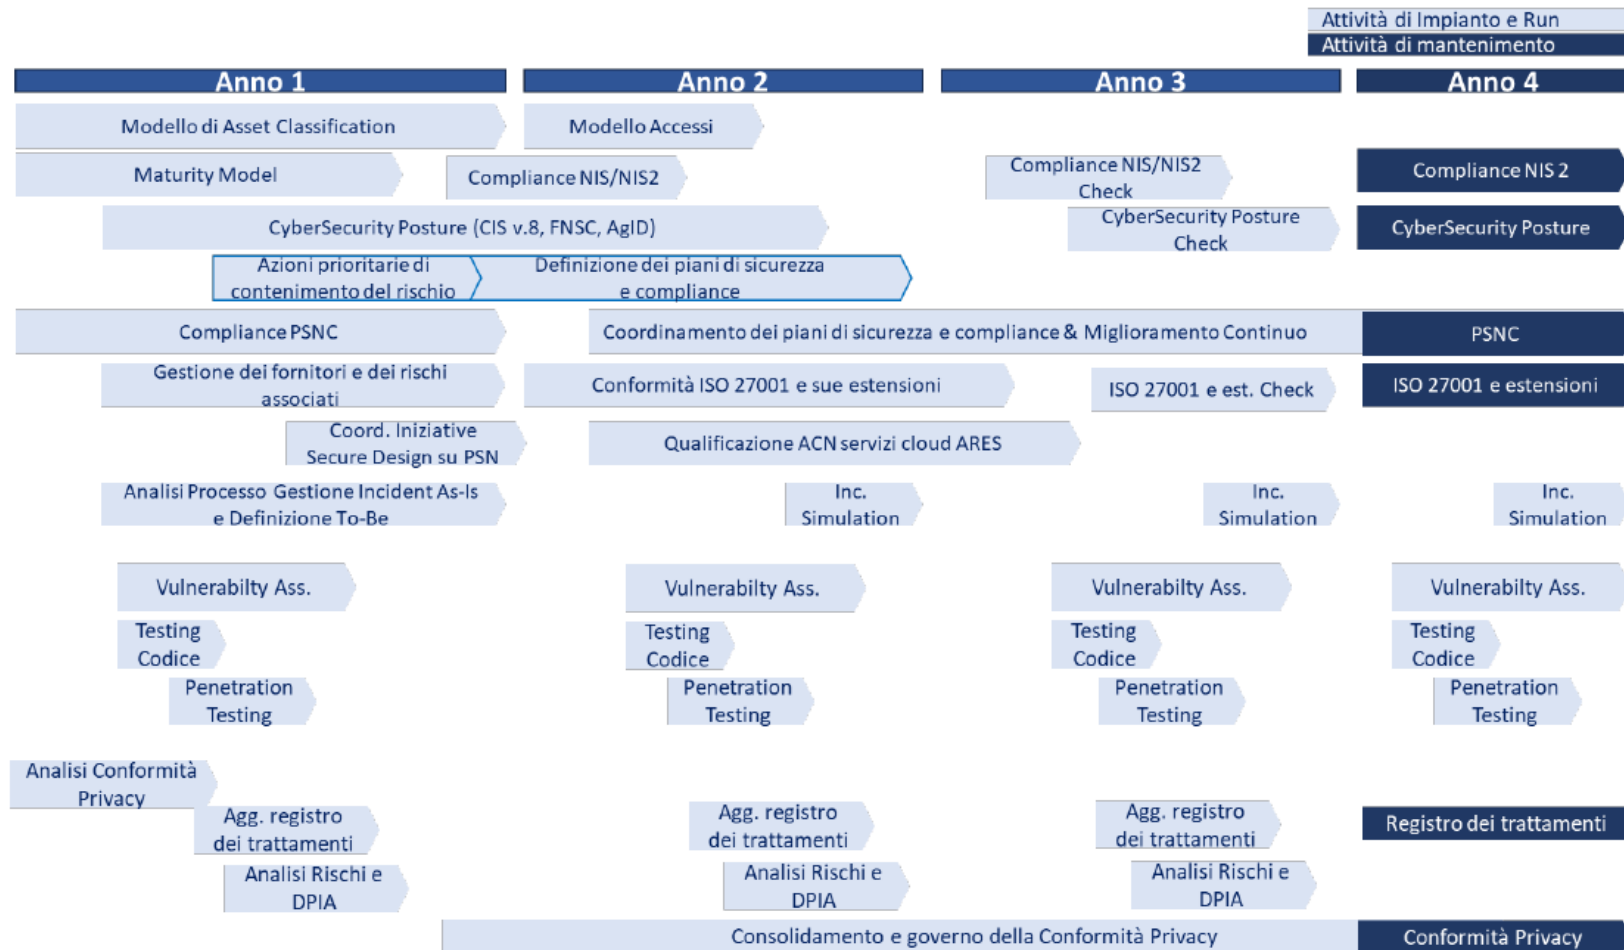 Attività di Impianto e Run
Attività di mantenimento
Anno 1
Anno 2
Anno 3
Anno 4
Modello di Asset Classification
Modello Accessi
Maturity Model
Compliance NIS/NIS2
Compliance NIS/NIS2
Check
Compliance NIS 2
CyberSecurity Posture (CIS v.8, FNSC, AgID)
CyberSecurity Posture
Check
CyberSecurity Posture
Azioni prioritarie di
contenimento del rischio
Definizione dei piani di sicurezza
e compliance
Compliance PSNC
Coordinamento dei piani di sicurezza e compliance & Miglioramento Continuo
PSNC
Gestione dei fornitori e dei rischi
associati
Conformità ISO 27001 e sue estensioni
ISO 27001 e est. Check
ISO 27001 e estensioni
Coord. Iniziative
Secure Design su PSN
Qualificazione ACN servizi cloud ARES
Analisi Processo Gestione Incident As-Is
e Definizione To-Be
Inc.
Simulation
Inc.
Simulation
Inc.
Simulation
Vulnerabilty Ass.
Vulnerabilty Ass.
Vulnerabilty Ass.
Vulnerabilty Ass.
Testing
Codice
Testing
Codice
Testing
Codice
Testing
Codice
Penetration
Testing
Penetration
Testing
Penetration
Testing
Penetration
Testing
Analisi Conformità
Privacy
Agg. registro
dei trattamenti
Agg. registro
dei trattamenti
Agg. registro
dei trattamenti
Registro dei trattamenti
Analisi Rischi e
DPIA
Analisi Rischi e
DPIA
Analisi Rischi e
DPIA
Consolidamento e governo della Conformità Privacy
Conformità Privacy